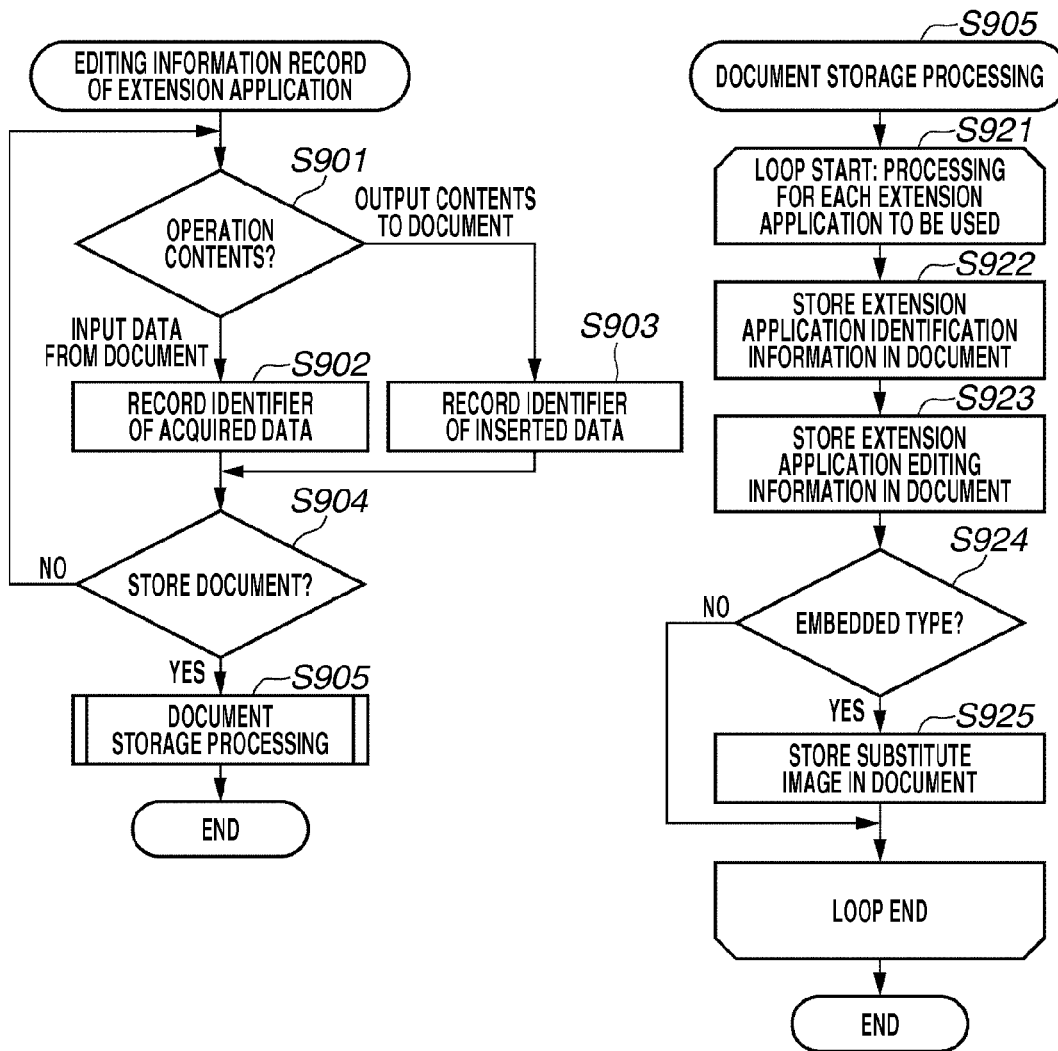 EDITING INFORMATION RECORD
OF EXTENSION APPLICATION
S901
OPERATION
CONTENTS?
OUTPUT CONTENTS
TO DOCUMENT
INPUT DATA
FROM DOCUMENT
S902
RECORD IDENTIFIER
OF ACQUIRED DATA
S903
RECORD IDENTIFIER
OF INSERTED DATA
S904
STORE DOCUMENT?
NO
YES
S905
DOCUMENT
STORAGE PROCESSING
END
S905
DOCUMENT STORAGE PROCESSING
S921
LOOP START: PROCESSING
FOR EACH EXTENSION
APPLICATION TO BE USED
S922
STORE EXTENSION
APPLICATION IDENTIFICATION
INFORMATION IN DOCUMENT
S923
STORE EXTENSION
APPLICATION EDITING
INFORMATION IN DOCUMENT
S924
EMBEDDED TYPE?
NO
YES
S925
STORE SUBSTITUTE
IMAGE IN DOCUMENT
LOOP END
END